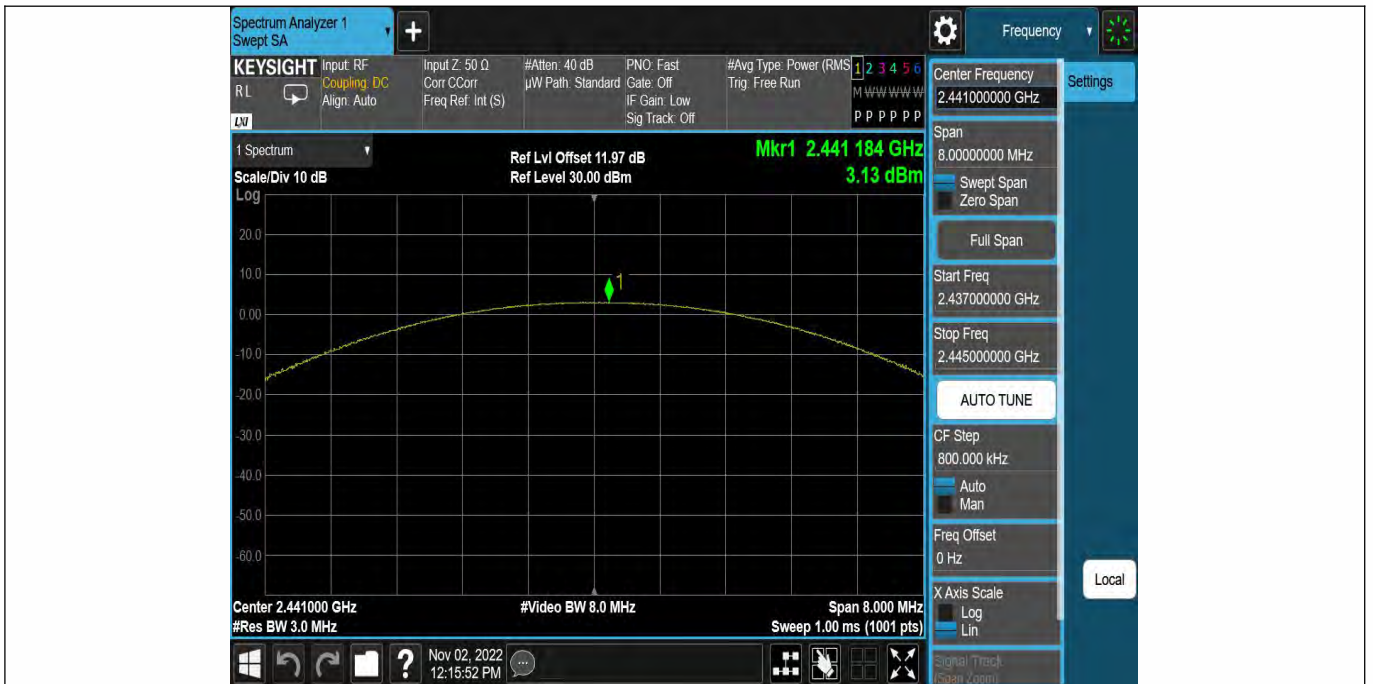 Spectrum Analyzer 1
Swept SA
Frequency
KEYSIGHT
RL
LXI
Input: RF
Coupling: DC
Align: Auto
Input Z: 50 Ω
Corr CCorr
Freq Ref: Int (S)
#Atten: 40 dB
µW Path: Standard
PNO: Fast
Gate: Off
IF Gain: Low
Sig Track: Off
#Avg Type: Power (RMS
Trig: Free Run
1 2 3 4 5 6
M W W W W W
P P P P P P
1 Spectrum
Scale/Div 10 dB
Ref Lvl Offset 11.97 dB
Ref Level 30.00 dBm
Mkr1 2.441 184 GHz
3.13 dBm
Log
20.0
10.0
0.00
-10.0
-20.0
-30.0
-40.0
-50.0
-60.0
1
Center 2.441000 GHz
#Res BW 3.0 MHz
#Video BW 8.0 MHz
Span 8.000 MHz
Sweep 1.00 ms (1001 pts)
Center Frequency
2.441000000 GHz
Settings
Span
8.00000000 MHz
Swept Span
Zero Span
Full Span
Start Freq
2.437000000 GHz
Stop Freq
2.445000000 GHz
AUTO TUNE
CF Step
800.000 kHz
Auto
Man
Freq Offset
0 Hz
X Axis Scale
Log
Lin
Signal Track
(Span Zoom)
Local
?
Nov 02, 2022
12:15:52 PM